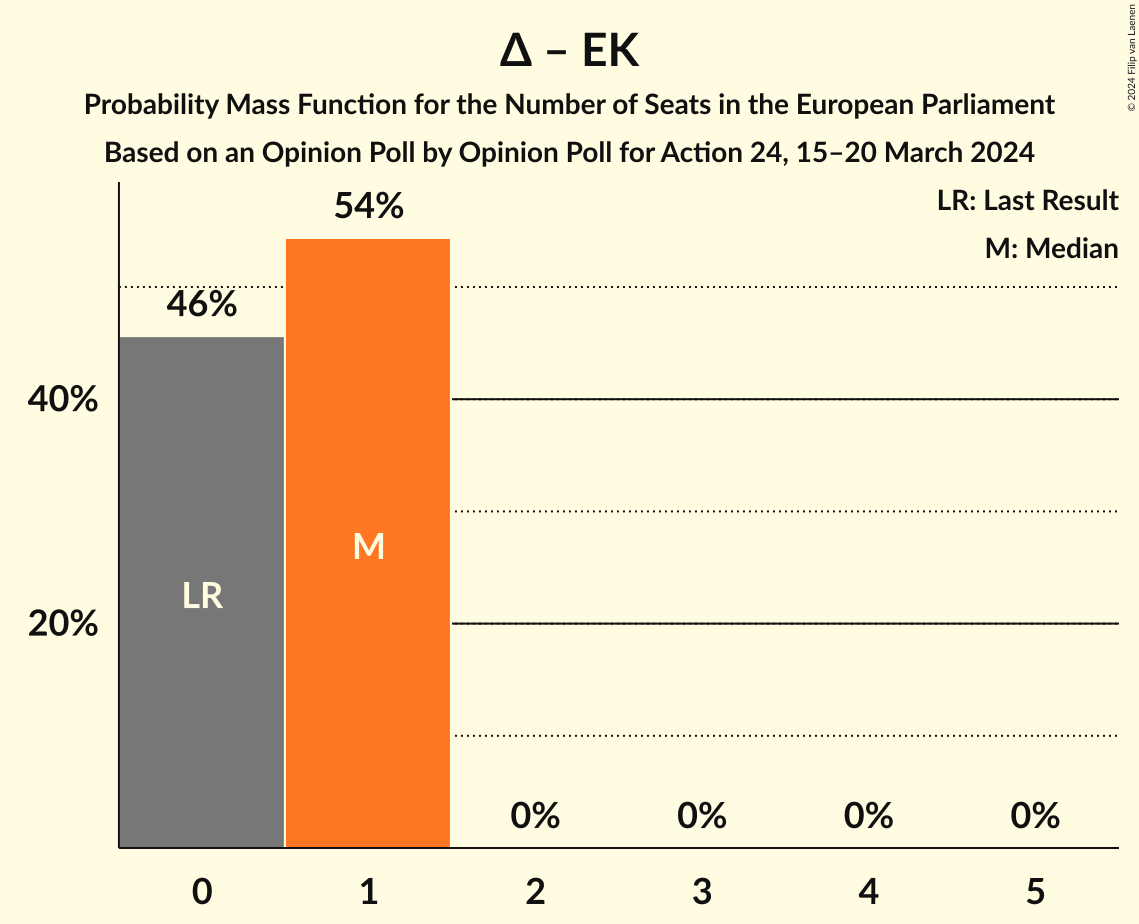 Δ – EK
Probability Mass Function for the Number of Seats in the European Parliament
Based on an Opinion Poll by Opinion Poll for Action 24, 15–20 March 2024
© 2024 Filip van Laenen
LR: Last Result
M: Median
54%
46%
40%
M
LR
20%
0% 0% 0% 0%
0 1 2 3 4 5